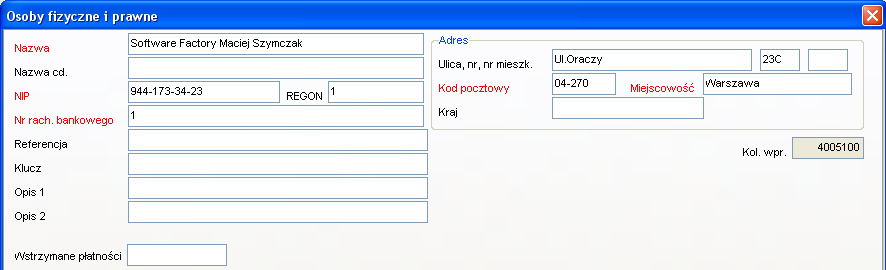 Osoby fizyczne i prawne
Nazwa Software Factory Maciej Szymczak
Nazwa cd.
NIP 944-173-34-23 REGON 1
Nr rach. bankowego 1
Referencja
Klucz
Opis 1
Opis 2
Wstrzymane płatności
Adres
Ulica, nr, nr mieszk. Ul.Oraczy 23C
Kod pocztowy 04-270 Miejscowość Warszawa
Kraj
Kol. wpr. 4005100